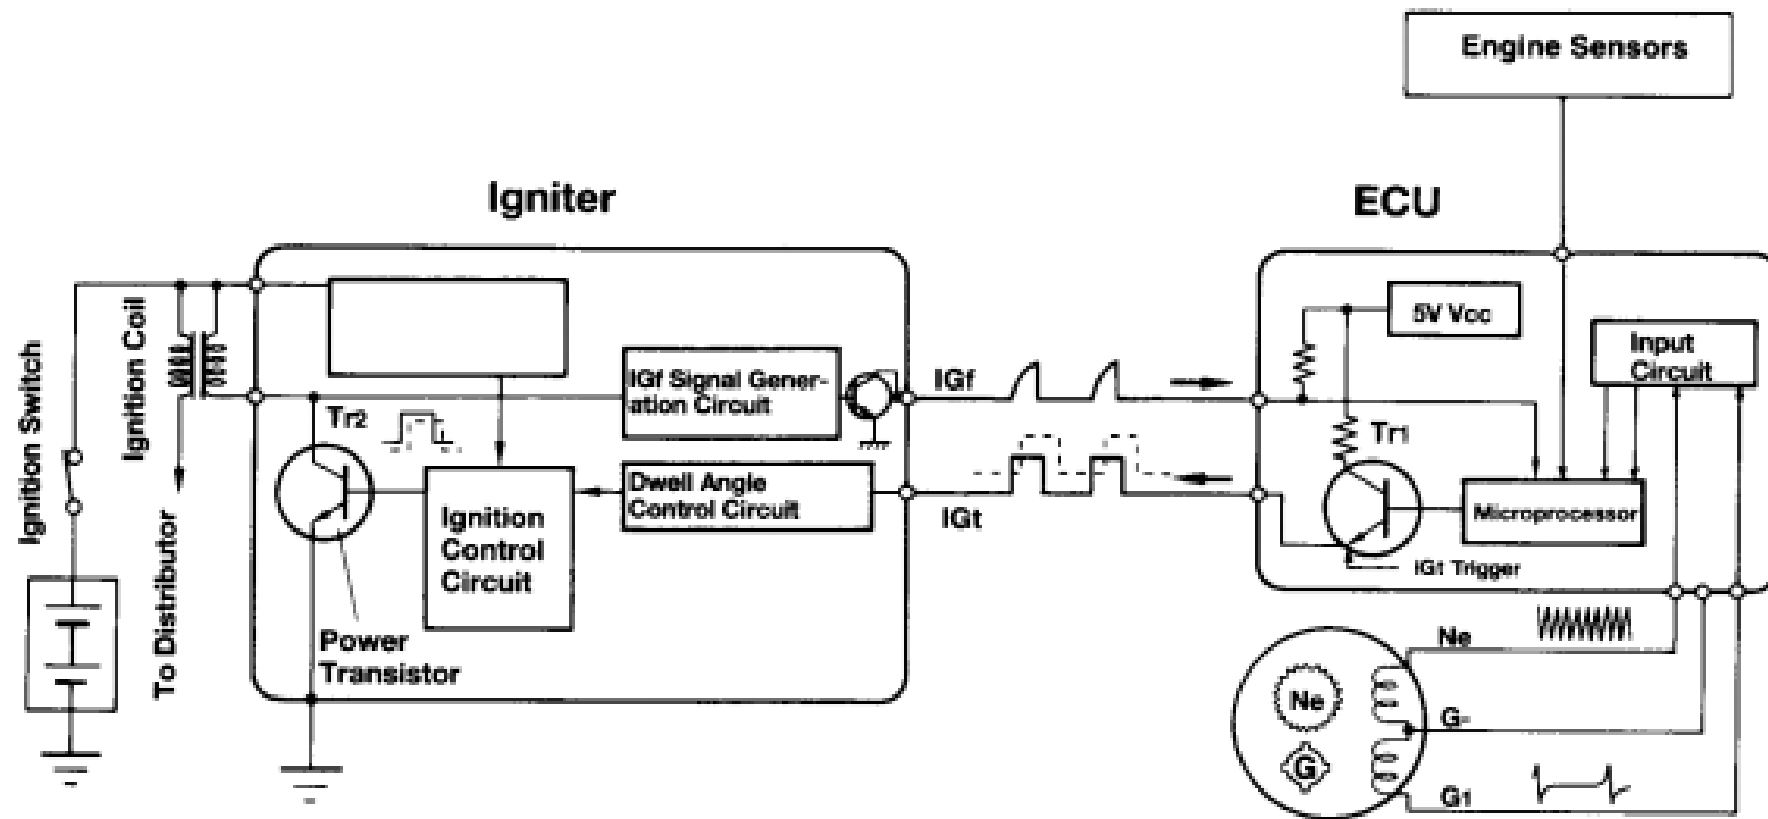 Engine Sensors
Igniter
ECU
Ignition Switch
Ignition Coil
To Distributor
5V Vcc
Input
Circuit
IGf Signal Gener-
ation Circuit
IGf
Tr2
Tr1
Dwell Angle
Control Circuit
IGt
Ignition
Control
Circuit
Microprocessor
IGt Trigger
Power
Transistor
Ne
Ne
G-
G
G1